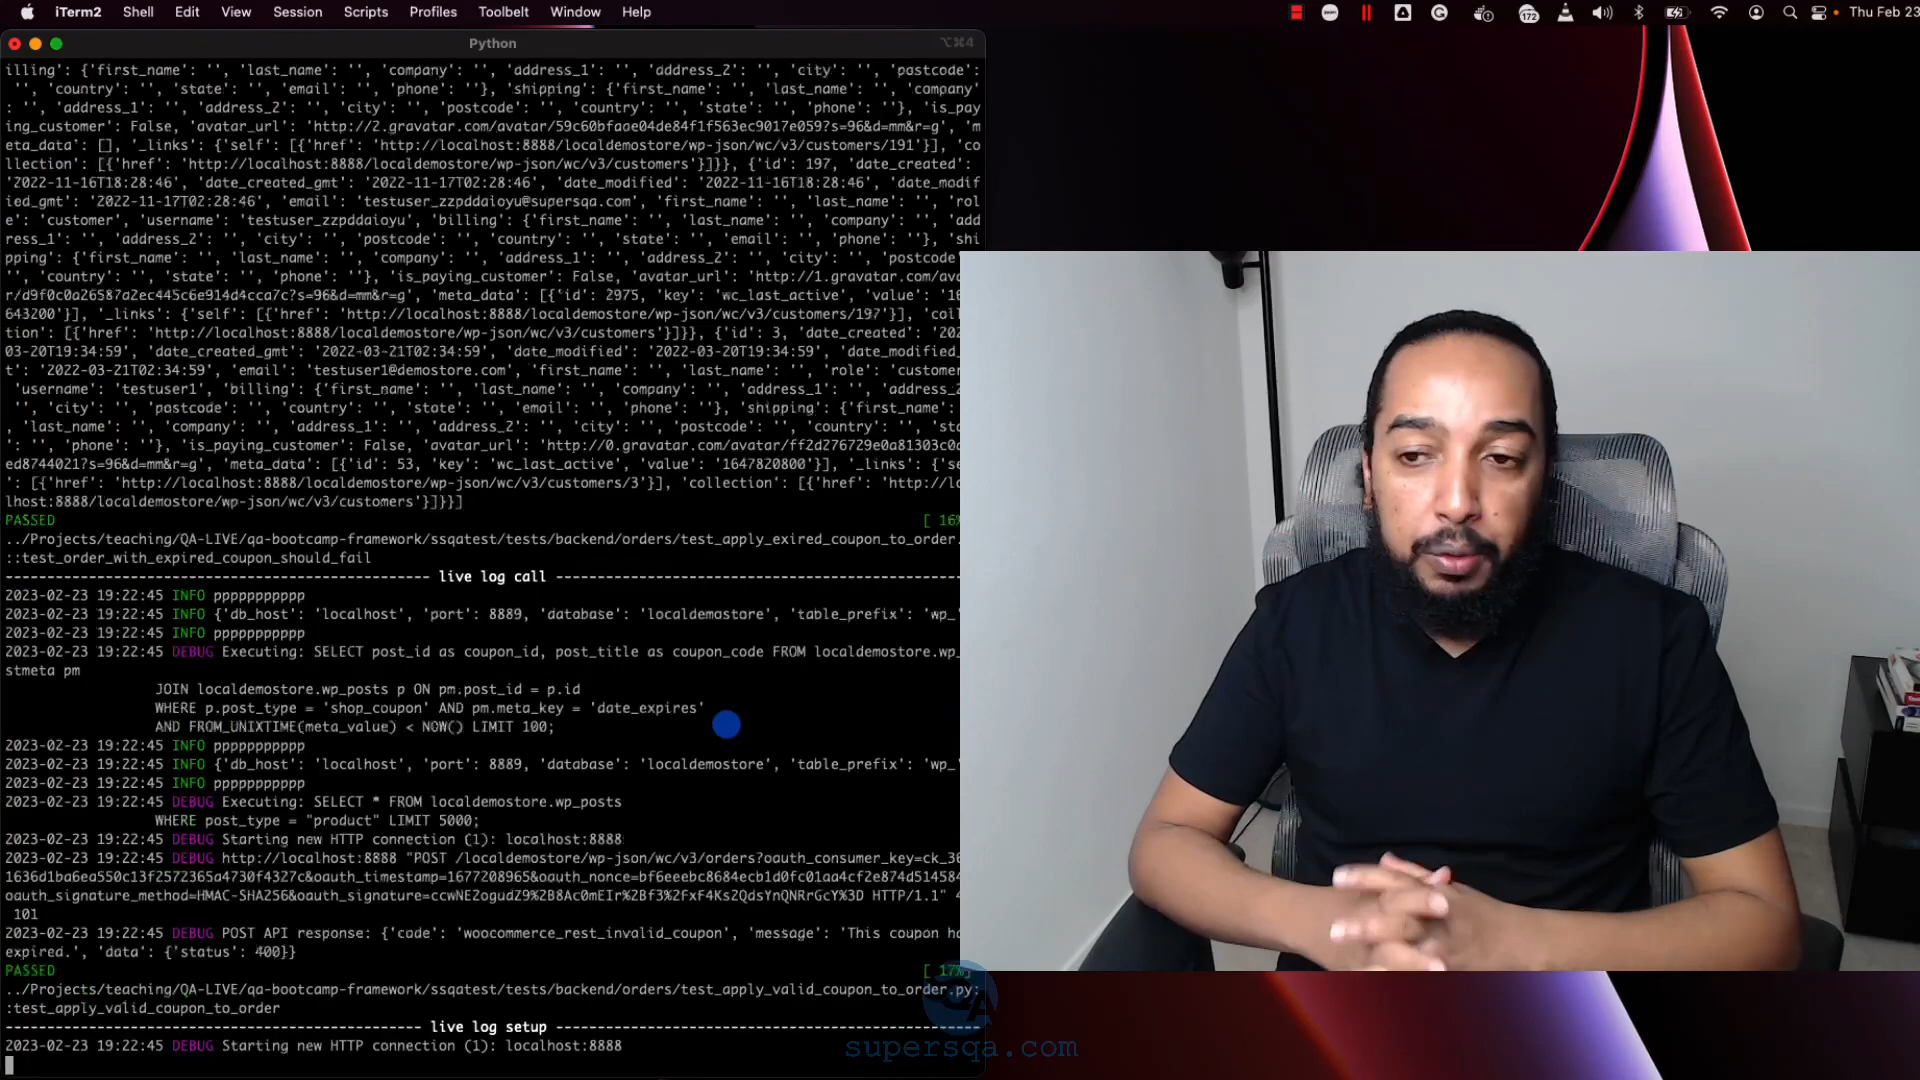 iTerm2 Shell Edit View Session Scripts Profiles Toolbelt Window Help 172 Thu Feb 23
Python ⌥⌘4
illing': {'first_name': '', 'last_name': '', 'company': '', 'address_1': '', 'address_2': '', 'city': '', 'postcode':
'', 'country': '', 'state': '', 'email': '', 'phone': ''}, 'shipping': {'first_name': '', 'last_name': '', 'company'
: '', 'address_1': '', 'address_2': '', 'city': '', 'postcode': '', 'country': '', 'state': '', 'phone': ''}, 'is_pay
ing_customer': False, 'avatar_url': 'http://2.gravatar.com/avatar/59c60bfaae04de84f1f563ec9017e059?s=96&d=mm&r=g', 'm
eta_data': [], '_links': {'self': [{'href': 'http://localhost:8888/localdemostore/wp-json/wc/v3/customers/191'}], 'co
llection': [{'href': 'http://localhost:8888/localdemostore/wp-json/wc/v3/customers'}]}}, {'id': 197, 'date_created':
'2022-11-16T18:28:46', 'date_created_gmt': '2022-11-17T02:28:46', 'date_modified': '2022-11-16T18:28:46', 'date_modif
ied_gmt': '2022-11-17T02:28:46', 'email': 'testuser_zzpddaioyu@supersqa.com', 'first_name': '', 'last_name': '', 'rol
e': 'customer', 'username': 'testuser_zzpddaioyu', 'billing': {'first_name': '', 'last_name': '', 'company': '', 'add
ress_1': '', 'address_2': '', 'city': '', 'postcode': '', 'country': '', 'state': '', 'email': '', 'phone': ''}, 'shi
pping': {'first_name': '', 'last_name': '', 'company': '', 'address_1': '', 'address_2': '', 'city': '', 'postcode'
'', 'country': '', 'state': '', 'phone': ''}, 'is_paying_customer': False, 'avatar_url': 'http://1.gravatar.com/ava
r/d9f0c0a26587a2ec445c6e914d4cca7c?s=96&d=mm&r=g', 'meta_data': [{'id': 2975, 'key': 'wc_last_active', 'value': '16
643200'}], '_links': {'self': [{'href': 'http://localhost:8888/localdemostore/wp-json/wc/v3/customers/197'}], 'coll
tion': [{'href': 'http://localhost:8888/localdemostore/wp-json/wc/v3/customers'}]}}, {'id': 3, 'date_created': '202
03-20T19:34:59', 'date_created_gmt': '2022-03-21T02:34:59', 'date_modified': '2022-03-20T19:34:59', 'date_modified_
t': '2022-03-21T02:34:59', 'email': 'testuser1@demostore.com', 'first_name': '', 'last_name': '', 'role': 'customer
'username': 'testuser1', 'billing': {'first_name': '', 'last_name': '', 'company': '', 'address_1': '', 'address_2
'', 'city': '', 'postcode': '', 'country': '', 'state': '', 'email': '', 'phone': ''}, 'shipping': {'first_name':
, 'last_name': '', 'company': '', 'address_1': '', 'address_2': '', 'city': '', 'postcode': '', 'country': '', 'sta
': '', 'phone': ''}, 'is_paying_customer': False, 'avatar_url': 'http://0.gravatar.com/avatar/ff2d276729e0a81303c0a
ed8744021?s=96&d=mm&r=g', 'meta_data': [{'id': 53, 'key': 'wc_last_active', 'value': '1647820800'}], '_links': {'se
': [{'href': 'http://localhost:8888/localdemostore/wp-json/wc/v3/customers/3'}], 'collection': [{'href': 'http://lo
lhost:8888/localdemostore/wp-json/wc/v3/customers'}]}}]
PASSED [ 16%
../Projects/teaching/QA-LIVE/qa-bootcamp-framework/ssqatest/tests/backend/orders/test_apply_exired_coupon_to_order.
::test_order_with_expired_coupon_should_fail
live log call
2023-02-23 19:22:45 INFO ppppppppppp
2023-02-23 19:22:45 INFO {'db_host': 'localhost', 'port': 8889, 'database': 'localdemostore', 'table_prefix': 'wp_'
2023-02-23 19:22:45 INFO ppppppppppp
2023-02-23 19:22:45 DEBUG Executing: SELECT post_id as coupon_id, post_title as coupon_code FROM localdemostore.wp_
stmeta pm
JOIN localdemostore.wp_posts p ON pm.post_id = p.id
WHERE p.post_type = 'shop_coupon' AND pm.meta_key = 'date_expires'
AND FROM_UNIXTIME(meta_value) < NOW() LIMIT 100;
2023-02-23 19:22:45 INFO ppppppppppp
2023-02-23 19:22:45 INFO {'db_host': 'localhost', 'port': 8889, 'database': 'localdemostore', 'table_prefix': 'wp_'
2023-02-23 19:22:45 INFO ppppppppppp
2023-02-23 19:22:45 DEBUG Executing: SELECT * FROM localdemostore.wp_posts
WHERE post_type = "product" LIMIT 5000;
2023-02-23 19:22:45 DEBUG Starting new HTTP connection (1): localhost:8888
2023-02-23 19:22:45 DEBUG http://localhost:8888 "POST /localdemostore/wp-json/wc/v3/orders?oauth_consumer_key=ck_36
1636d1ba6ea550c13f2572365a4730f4327c&oauth_timestamp=1677208965&oauth_nonce=bf6eeebc8684ecb1d0fc01aa4cf2e874d514584
oauth_signature_method=HMAC-SHA256&oauth_signature=ccwNE2ogudZ9%2B8Ac0mEIr%2Bf3%2Fxf4Ks2QdsYnQNRrGcY%3D HTTP/1.1" 4
101
2023-02-23 19:22:45 DEBUG POST API response: {'code': 'woocommerce_rest_invalid_coupon', 'message': 'This coupon ha
expired.', 'data': {'status': 400}}
PASSED [ 17%]
../Projects/teaching/QA-LIVE/qa-bootcamp-framework/ssqatest/tests/backend/orders/test_apply_valid_coupon_to_order.py:
:test_apply_valid_coupon_to_order
live log setup
2023-02-23 19:22:45 DEBUG Starting new HTTP connection (1): localhost:8888
supersqa.com